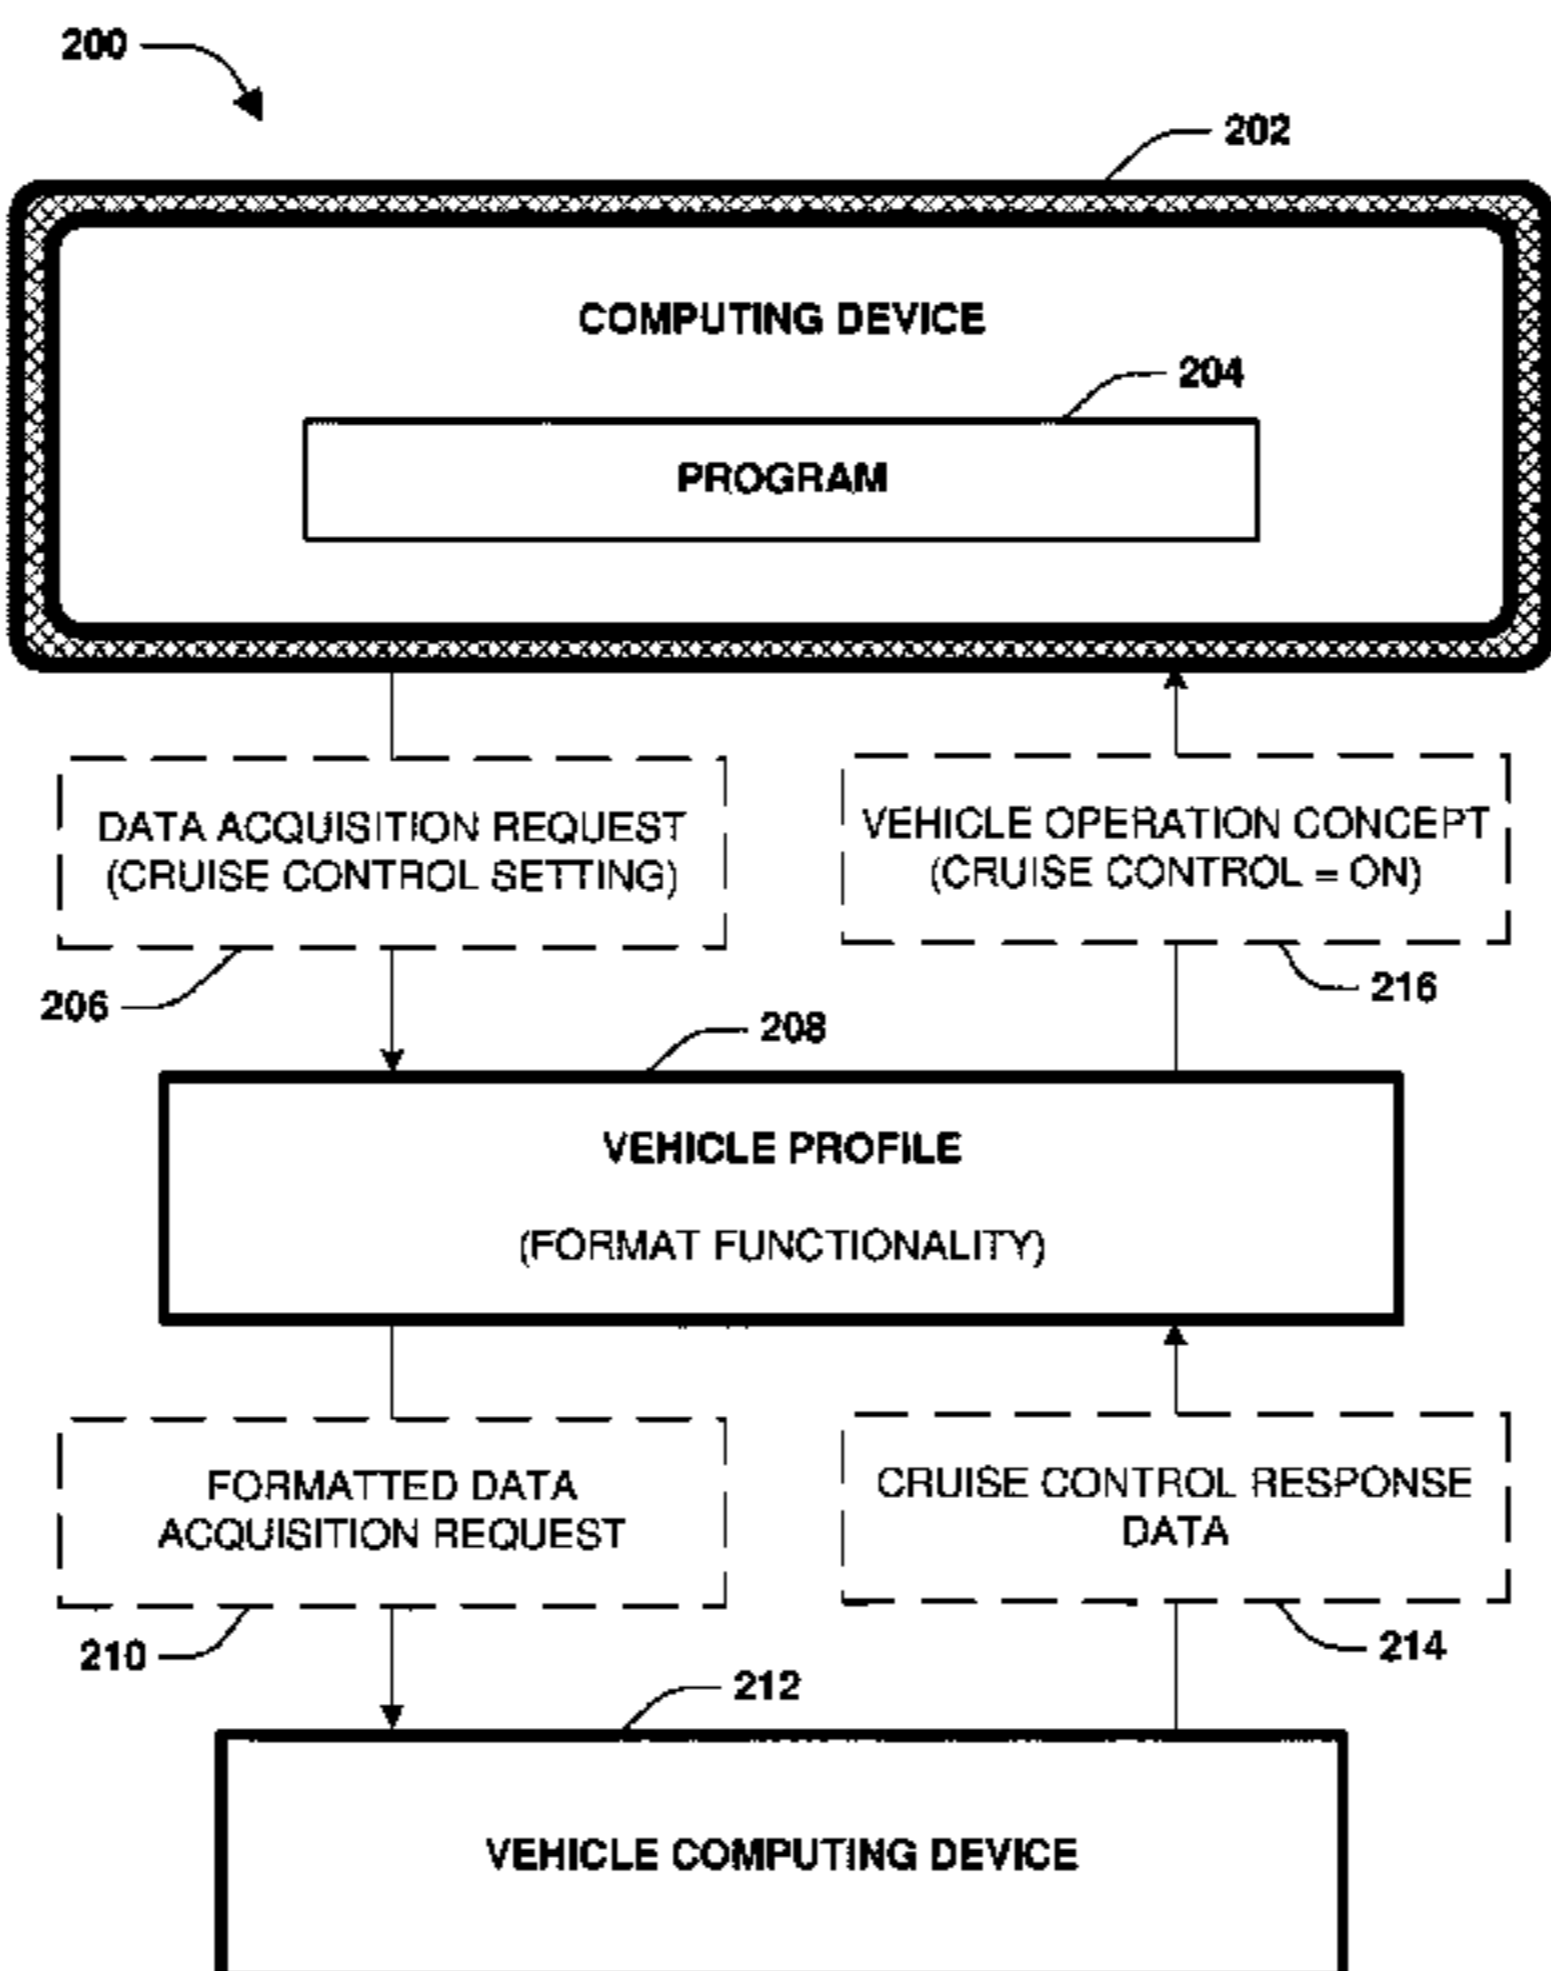 200
202
COMPUTING DEVICE
204
PROGRAM
DATA ACQUISITION REQUEST
(CRUISE CONTROL SETTING)
VEHICLE OPERATION CONCEPT
(CRUISE CONTROL = ON)
206
216
208
VEHICLE PROFILE
(FORMAT FUNCTIONALITY)
FORMATTED DATA
ACQUISITION REQUEST
CRUISE CONTROL RESPONSE
DATA
210
214
212
VEHICLE COMPUTING DEVICE